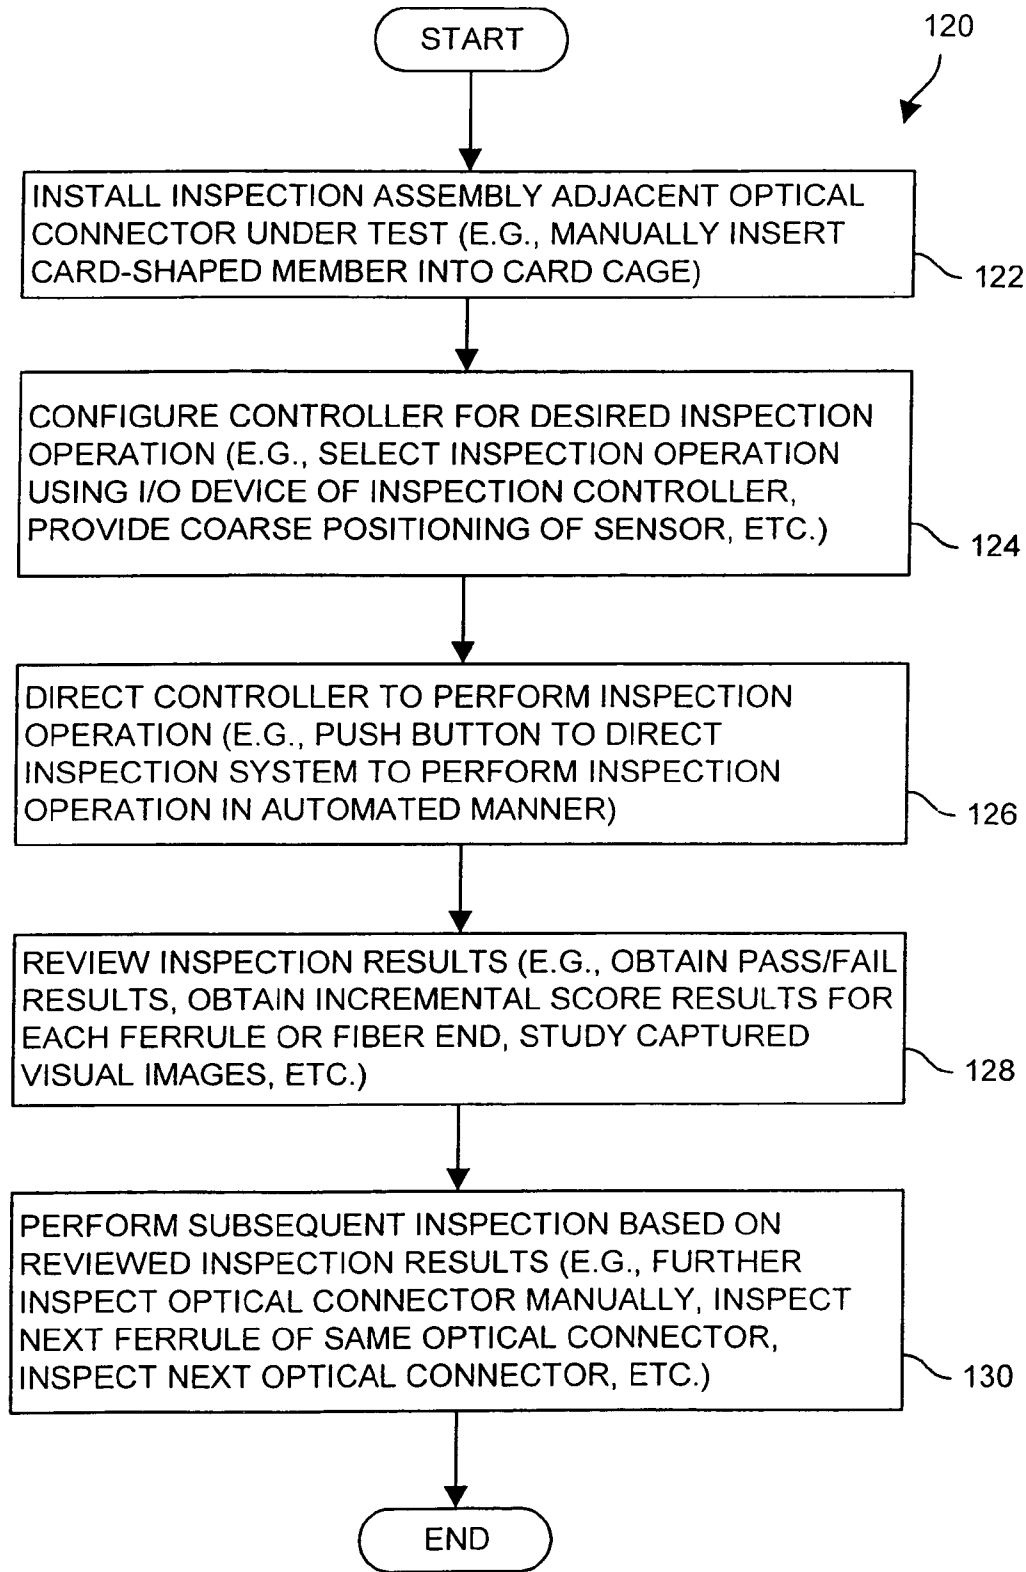 START
120
INSTALL INSPECTION ASSEMBLY ADJACENT OPTICAL
CONNECTOR UNDER TEST (E.G., MANUALLY INSERT
CARD-SHAPED MEMBER INTO CARD CAGE)
122
CONFIGURE CONTROLLER FOR DESIRED INSPECTION
OPERATION (E.G., SELECT INSPECTION OPERATION
USING I/O DEVICE OF INSPECTION CONTROLLER,
PROVIDE COARSE POSITIONING OF SENSOR, ETC.)
124
DIRECT CONTROLLER TO PERFORM INSPECTION
OPERATION (E.G., PUSH BUTTON TO DIRECT
INSPECTION SYSTEM TO PERFORM INSPECTION
OPERATION IN AUTOMATED MANNER)
126
REVIEW INSPECTION RESULTS (E.G., OBTAIN PASS/FAIL
RESULTS, OBTAIN INCREMENTAL SCORE RESULTS FOR
EACH FERRULE OR FIBER END, STUDY CAPTURED
VISUAL IMAGES, ETC.)
128
PERFORM SUBSEQUENT INSPECTION BASED ON
REVIEWED INSPECTION RESULTS (E.G., FURTHER
INSPECT OPTICAL CONNECTOR MANUALLY, INSPECT
NEXT FERRULE OF SAME OPTICAL CONNECTOR,
INSPECT NEXT OPTICAL CONNECTOR, ETC.)
130
END